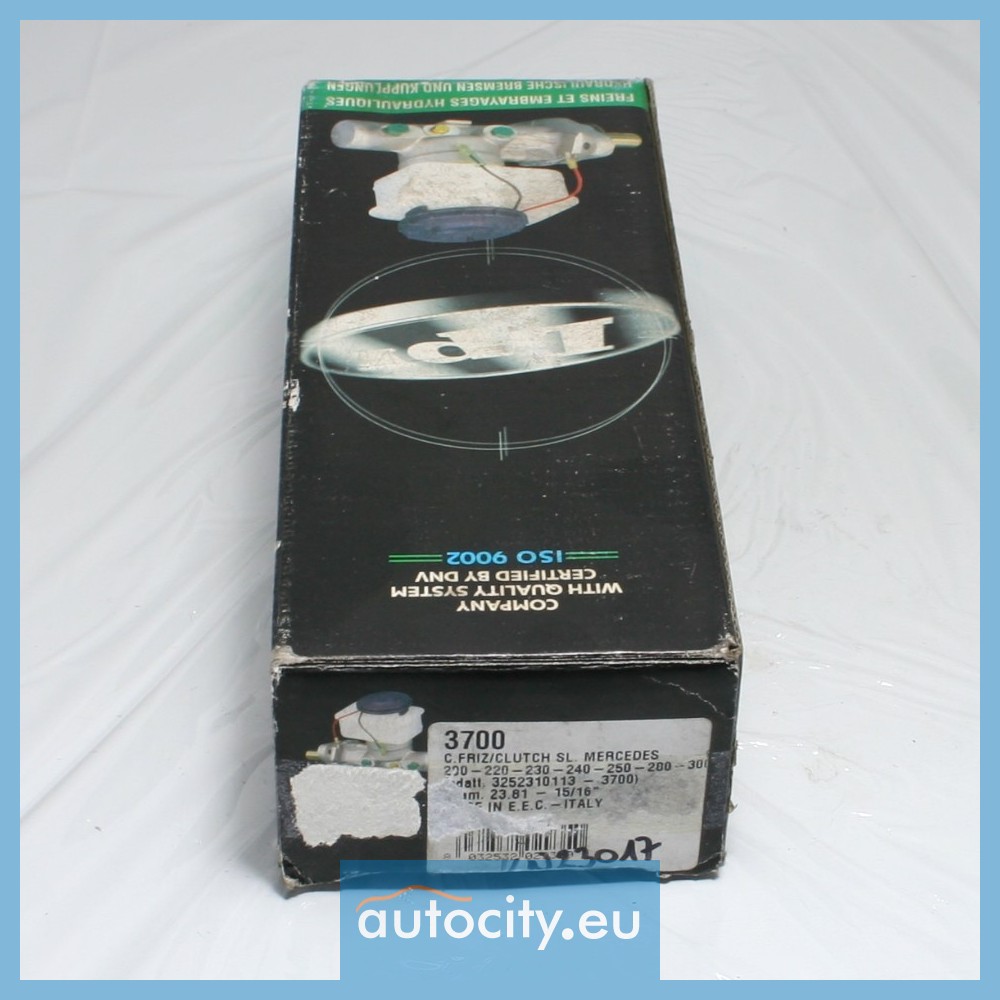 HYDRAULISCHE BREMSEN UND KUPPLUNGEN
FREINS ET EMBRAYAGES HYDRAULIQUES
COMPANY
WITH QUALITY SYSTEM
CERTIFIED BY DNV
ISO 9002
3700
C.FRIZ/CLUTCH SL. MERCEDES
200-220-230-240-250-280-300
3252310113 - 3700)
23.81 - 15/16"
IN E.E.C.-ITALY
autocity.eu